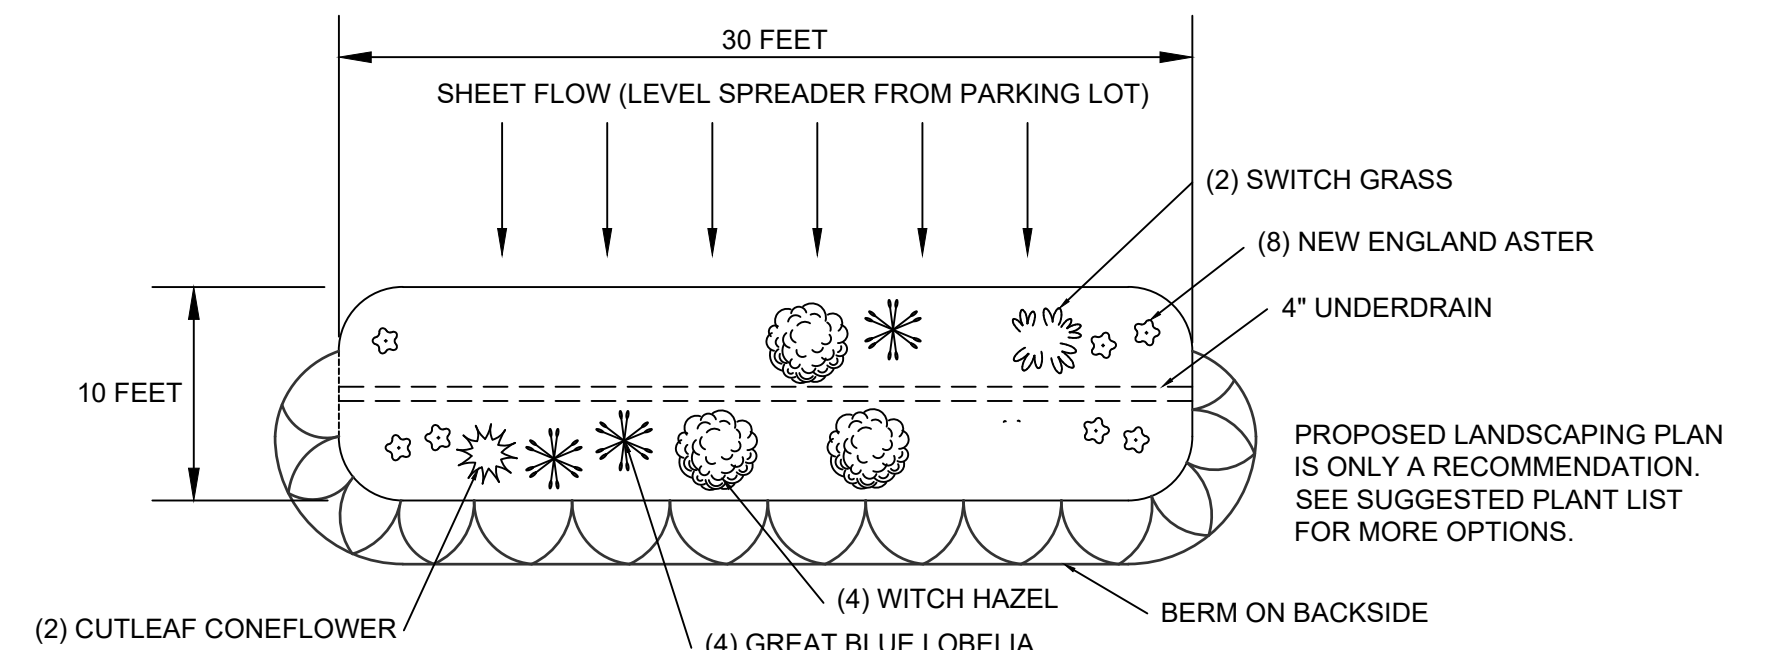 30 FEET
SHEET FLOW (LEVEL SPREADER FROM PARKING LOT)
(2) SWITCH GRASS
(8) NEW ENGLAND ASTER
4" UNDERDRAIN
10 FEET
PROPOSED LANDSCAPING PLAN
IS ONLY A RECOMMENDATION.
SEE SUGGESTED PLANT LIST
FOR MORE OPTIONS.
(4) WITCH HAZEL
BERM ON BACKSIDE
(2) CUTLEAF CONEFLOWER
(4) GREAT BLUE LOBELIA